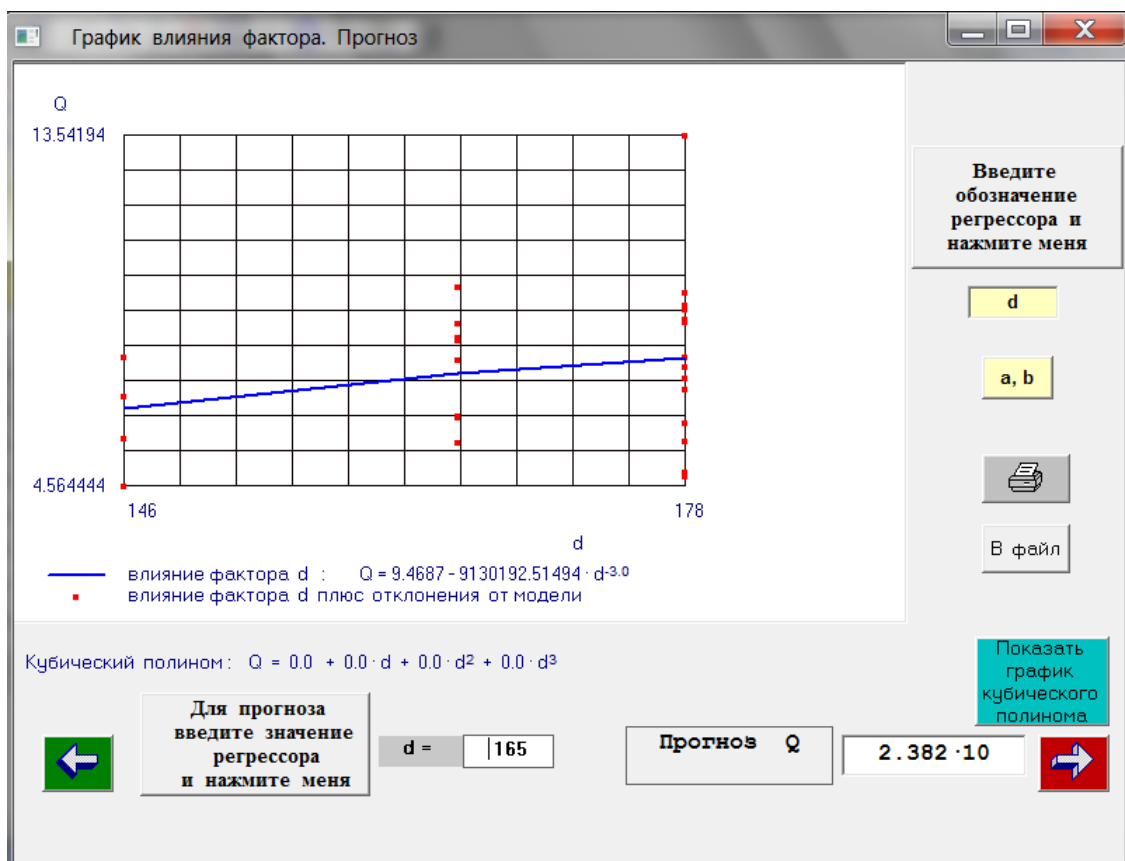 График влияния фактора. Прогноз
Q
13.54194
4.564444
146
178
d
влияние фактора d : Q = 9.4687 - 9130192.51494 · d-3.0
влияние фактора d плюс отклонения от модели
Введите
обозначение
регрессора и
нажмите меня
d
a, b
В файл
Кубический полином: Q = 0.0 + 0.0 · d + 0.0 · d2 + 0.0 · d3
Показать
график
кубического
полинома
Для прогноза
введите значение
регрессора
и нажмите меня
d =
165
Прогноз Q
2.382 ·10